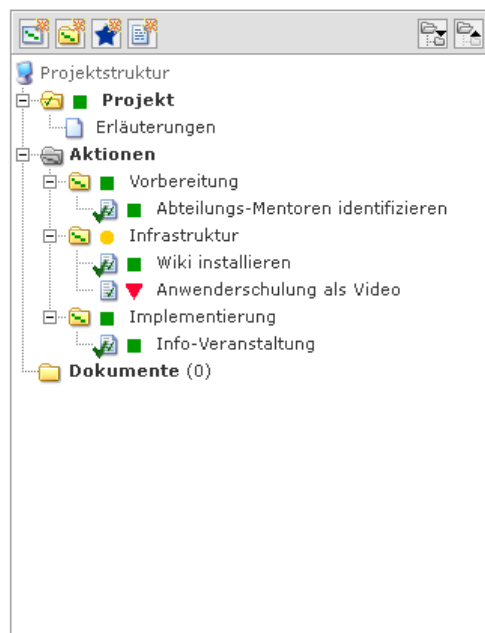 Projektstruktur
Projekt
Erläuterungen
Aktionen
Vorbereitung
Abteilungs-Mentoren identifizieren
Infrastruktur
Wiki installieren
Anwenderschulung als Video
Implementierung
Info-Veranstaltung
Dokumente (0)